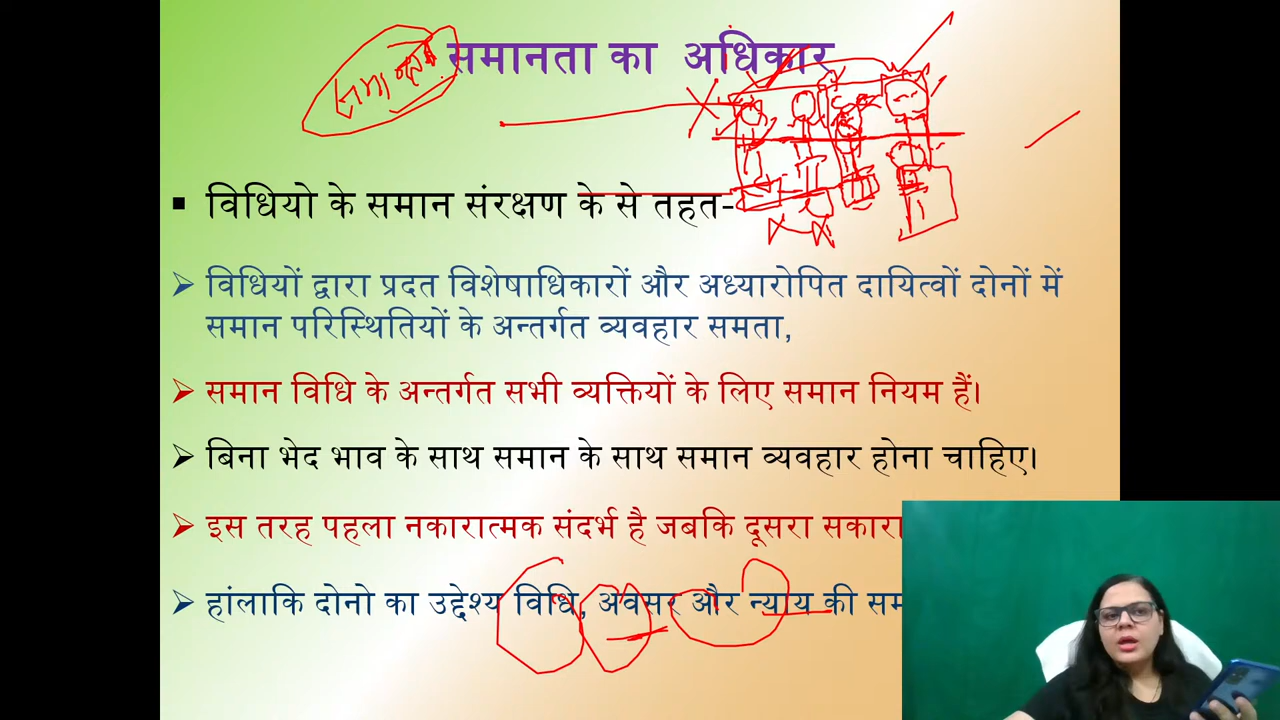 समानता का अधिकार
▪ विधियो के समान संरक्षण के से तहत-
➢ विधियों द्वारा प्रदत विशेषाधिकारों और अध्यारोपित दायित्वों दोनों में
समान परिस्थितियों के अन्तर्गत व्यवहार समता,
➢ समान विधि के अन्तर्गत सभी व्यक्तियों के लिए समान नियम हैं।
➢ बिना भेद भाव के साथ समान के साथ समान व्यवहार होना चाहिए।
➢ इस तरह पहला नकारात्मक संदर्भ है जबकि दूसरा सकारा
➢ हांलाकि दोनो का उद्देश्य विधि, अवसर और न्याय की सम